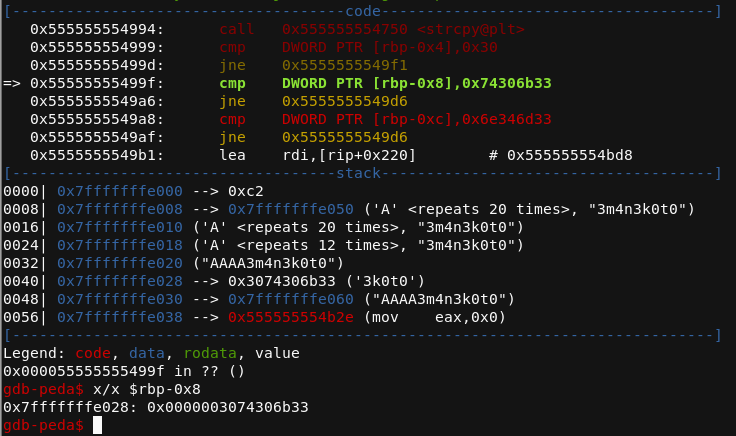 [-------------------------------------code-------------------------------------]
   0x555555554994:      call   0x555555554750 <strcpy@plt>
   0x555555554999:      cmp    DWORD PTR [rbp-0x4],0x30
   0x55555555499d:      jne    0x5555555549f1
=> 0x55555555499f:      cmp    DWORD PTR [rbp-0x8],0x74306b33
   0x5555555549a6:      jne    0x5555555549d6
   0x5555555549a8:      cmp    DWORD PTR [rbp-0xc],0x6e346d33
   0x5555555549af:      jne    0x5555555549d6
   0x5555555549b1:      lea    rdi,[rip+0x220]        # 0x555555554bd8
[------------------------------------stack-------------------------------------]
0000| 0x7fffffffe000 --> 0xc2
0008| 0x7fffffffe008 --> 0x7fffffffe050 ('A' <repeats 20 times>, "3m4n3k0t0")
0016| 0x7fffffffe010 ('A' <repeats 20 times>, "3m4n3k0t0")
0024| 0x7fffffffe018 ('A' <repeats 12 times>, "3m4n3k0t0")
0032| 0x7fffffffe020 ("AAAA3m4n3k0t0")
0040| 0x7fffffffe028 --> 0x3074306b33 ('3k0t0')
0048| 0x7fffffffe030 --> 0x7fffffffe060 ("AAAA3m4n3k0t0")
0056| 0x7fffffffe038 --> 0x555555554b2e (mov    eax,0x0)
[------------------------------------------------------------------------------]
Legend: code, data, rodata, value
0x000055555555499f in ?? ()
gdb-peda$ x/x $rbp-0x8
0x7fffffffe028: 0x0000003074306b33
gdb-peda$